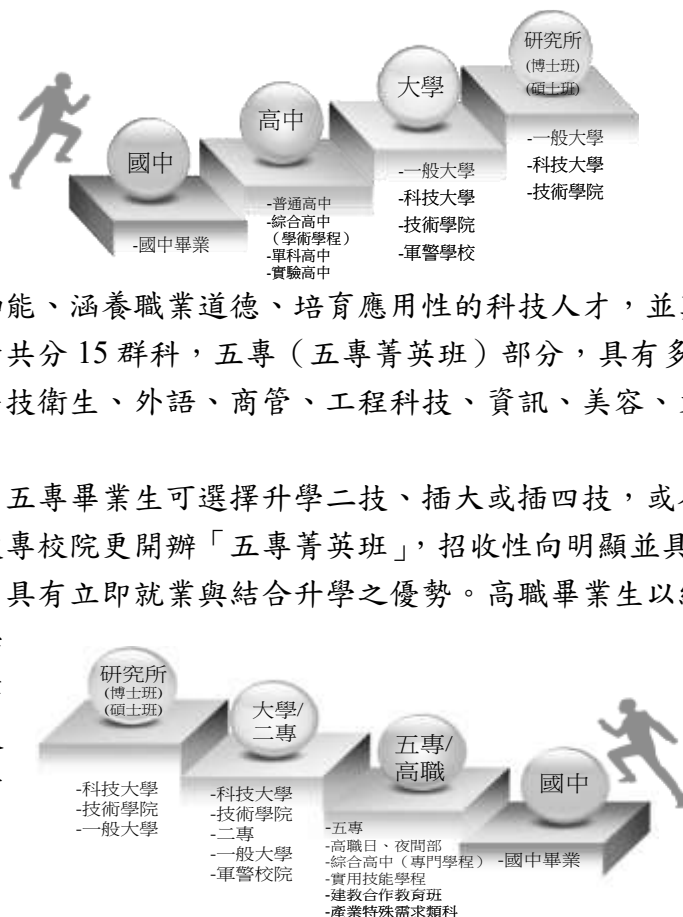 國中
-國中畢業
高中
-普通高中
-綜合高中
（學術學程）
-單科高中
-實驗高中
大學
-一般大學
-科技大學
-技術學院
-軍警學校
研究所
(博士班)
(碩士班)
-一般大學
-科技大學
-技術學院
能、涵養職業道德、培育應用性的科技人才，並
共分 15 群科，五專（五專菁英班）部分，具有多
技衛生、外語、商管、工程科技、資訊、美容、
五專畢業生可選擇升學二技、插大或插四技，或
專校院更開辦「五專菁英班」，招收性向明顯並具
具有立即就業與結合升學之優勢。高職畢業生以
研究所
(博士班)
(碩士班)
-科技大學
-技術學院
-一般大學
大學/
二專
-科技大學
-技術學院
-二專
-一般大學
-軍警校院
五專/
高職
-五專
-高職日、夜間部
-綜合高中（專門學程）
-實用技能學程
-建教合作教育班
-產業特殊需求類科
國中
-國中畢業